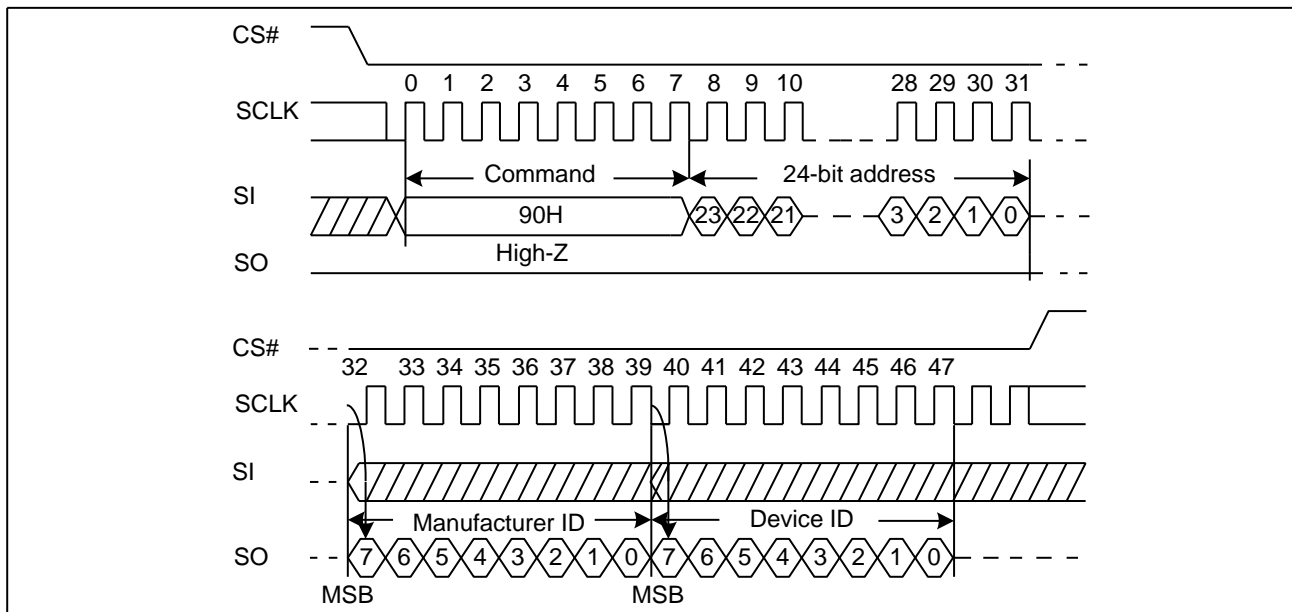 CS#
0 1 2 3 4 5 6 7 8 9 10 28 29 30 31
SCLK
Command 24-bit address
SI
90H 23 22 21 3 2 1 0
High-Z
SO
CS#
32 33 34 35 36 37 38 39 40 41 42 43 44 45 46 47
SCLK
SI
Manufacturer ID Device ID
SO 7 6 5 4 3 2 1 0 7 6 5 4 3 2 1 0
MSB MSB